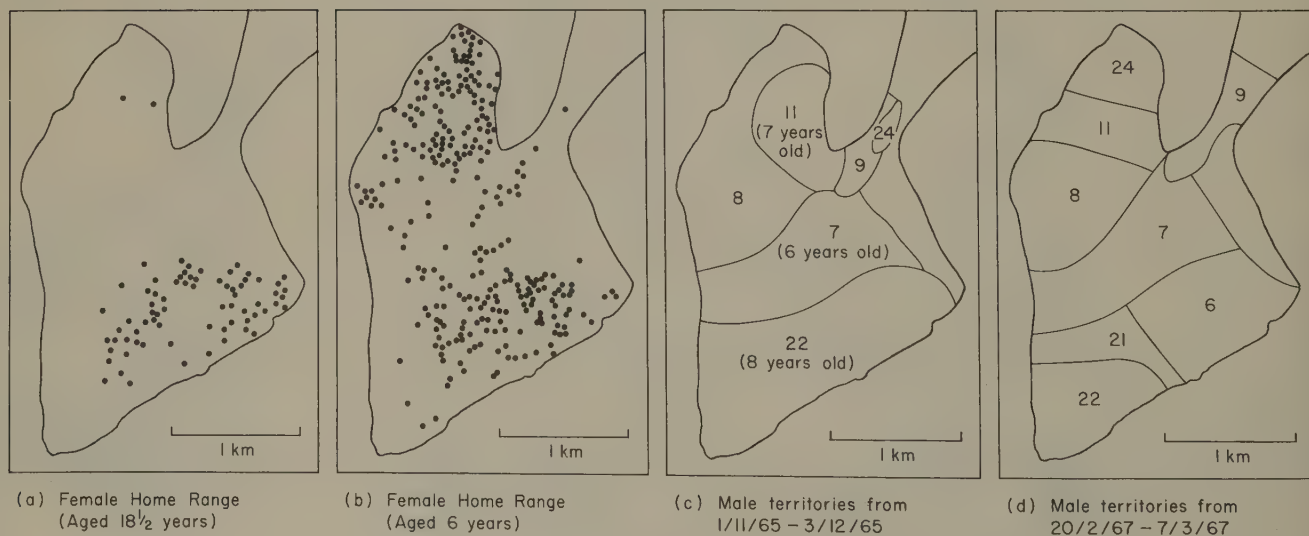 1 km
(a) Female Home Range
(Aged 18½ years)
1 km
(b) Female Home Range
(Aged 6 years)
11
(7 years
old)
24
9
8
7
(6 years old)
22
(8 years old)
1 km
(c) Male territories from
1/11/65 – 3/12/65
24
9
11
8
7
6
21
22
1 km
(d) Male territories from
20/2/67 – 7/3/67